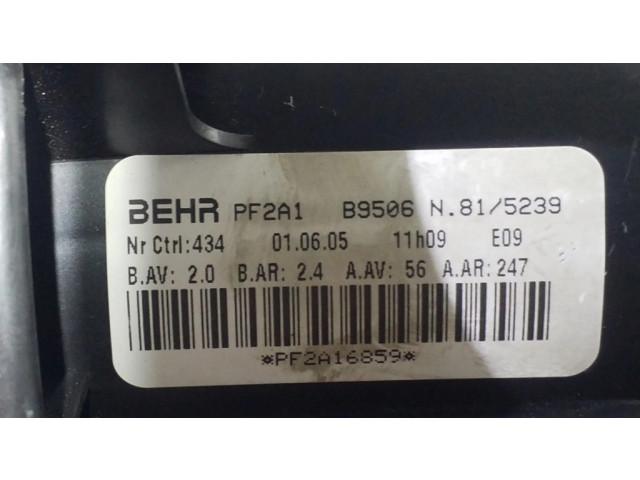 BEHR PF2A1 B9506 N.81/5239
Nr Ctrl:434 01.06.05 11h09 E09
B.AV: 2.0 B.AR: 2.4 A.AV: 56 A.AR: 247
*PF2A16859*